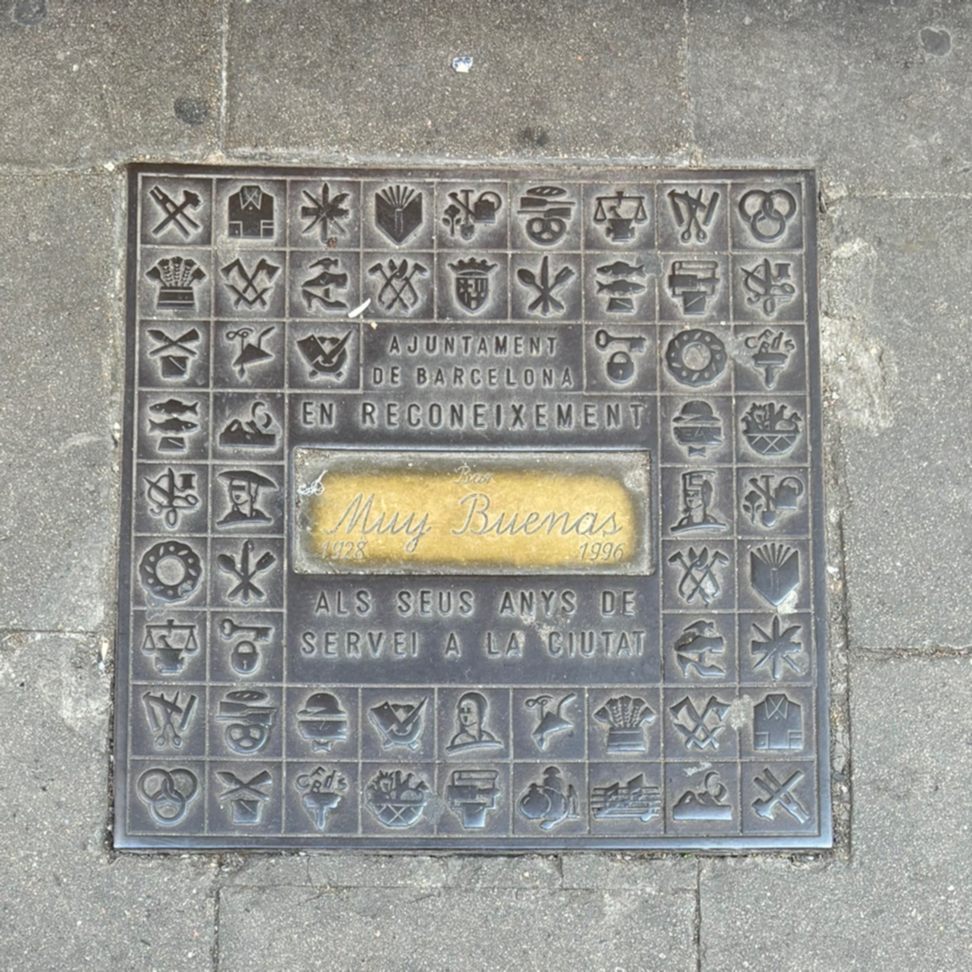 AJUNTAMENT
DE BARCELONA
EN RECONEIXEMENT
Bar
Muy Buenas
1928 1996
ALS SEUS ANYS DE
SERVEI A LA CIUTAT